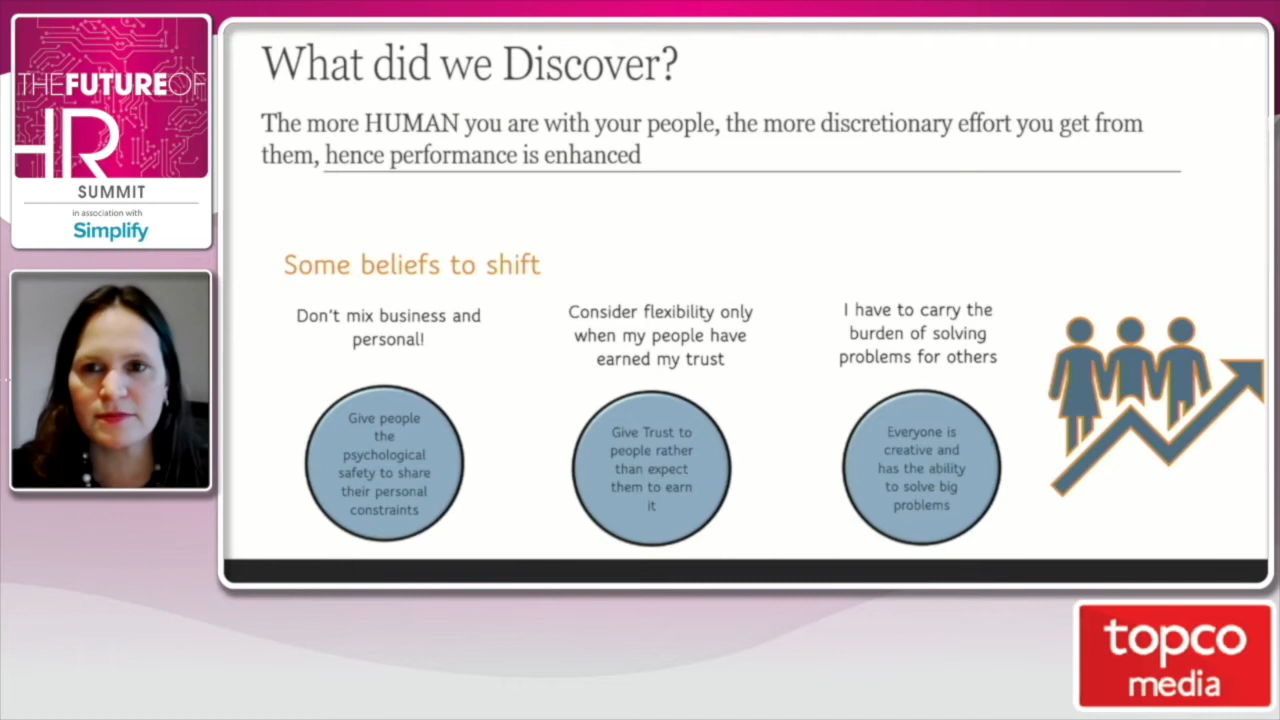 THEFUTUREOF
HR
SUMMIT
in association with
Simplify
What did we Discover?
The more HUMAN you are with your people, the more discretionary effort you get from
them, hence performance is enhanced
Some beliefs to shift
Don't mix business and
personal!
Give people
the
psychological
safety to share
their personal
constraints
Consider flexibility only
when my people have
earned my trust
Give Trust to
people rather
than expect
them to earn
it
I have to carry the
burden of solving
problems for others
Everyone is
creative and
has the ability
to solve big
problems
topco
media